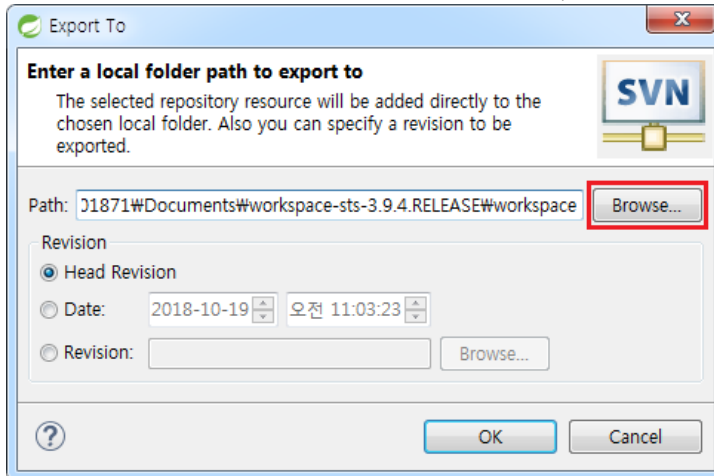 Export To
Enter a local folder path to export to
The selected repository resource will be added directly to the
chosen local folder. Also you can specify a revision to be
exported.
SVN
Path: 01871₩Documents₩workspace-sts-3.9.4.RELEASE₩workspace Browse...
Revision
Head Revision
Date: 2018-10-19 오전 11:03:23
Revision: Browse...
? OK Cancel